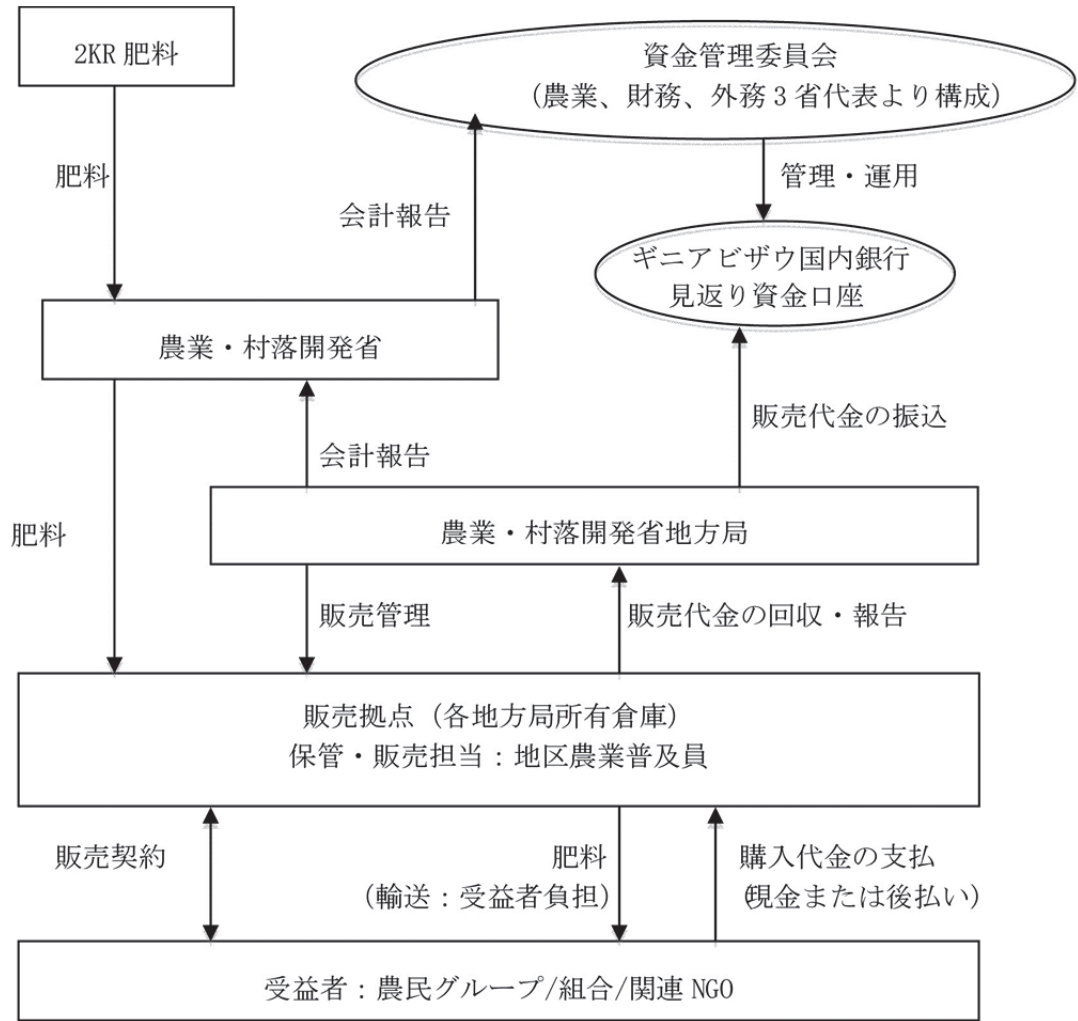 2KR 肥料
資金管理委員会
（農業、財務、外務３省代表より構成）
肥料
管理・運用
会計報告
ギニアビザウ国内銀行
見返り資金口座
農業・村落開発省
販売代金の振込
会計報告
肥料
農業・村落開発省地方局
販売管理
販売代金の回収・報告
販売拠点（各地方局所有倉庫）
保管・販売担当：地区農業普及員
販売契約
肥料
（輸送：受益者負担）
購入代金の支払
（現金または後払い）
受益者：農民グループ/組合/関連 NGO